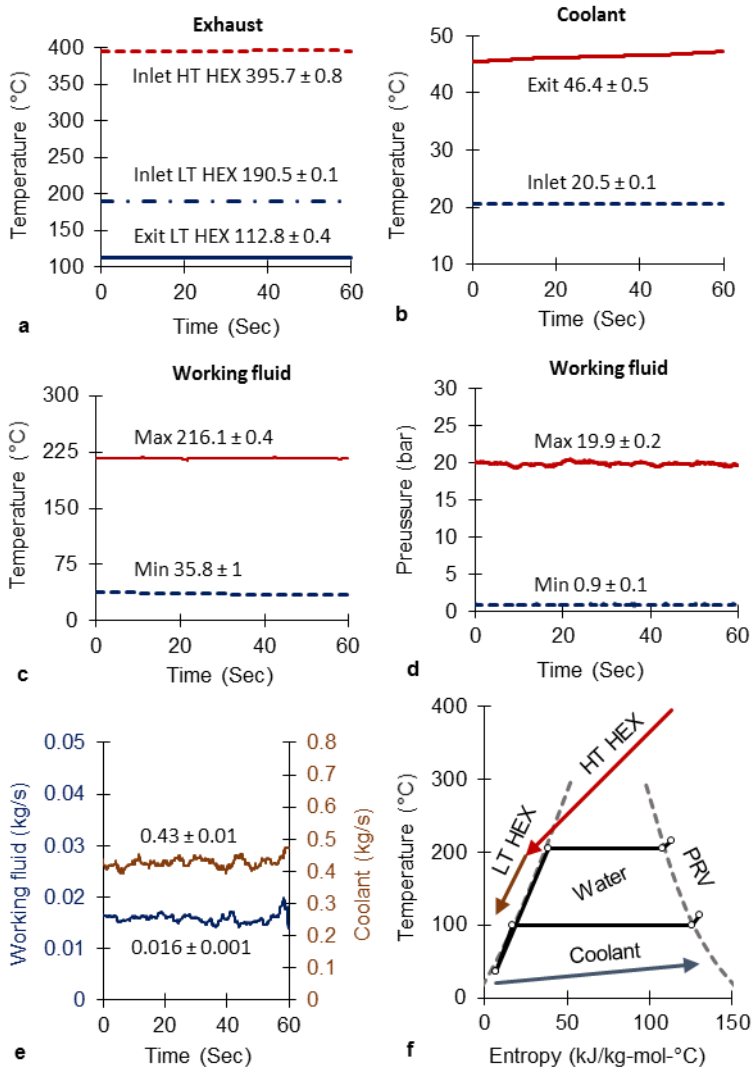 Exhaust
Temperature (°C)
400
350
300
250
200
150
100
Inlet HT HEX 395.7 ± 0.8
Inlet LT HEX 190.5 ± 0.1
Exit LT HEX 112.8 ± 0.4
0 20 40 60
Time (Sec)
a
Coolant
Temperature (°C)
50
40
30
20
10
Exit 46.4 ± 0.5
Inlet 20.5 ± 0.1
0 20 40 60
Time (Sec)
b
Working fluid
Temperature (°C)
300
225
150
75
0
Max 216.1 ± 0.4
Min 35.8 ± 1
0 20 40 60
Time (Sec)
c
Working fluid
Preussure (bar)
30
25
20
15
10
5
0
Max 19.9 ± 0.2
Min 0.9 ± 0.1
0 20 40 60
Time (Sec)
d
Working fluid (kg/s)
0.05
0.04
0.03
0.02
0.01
0
0.43 ± 0.01
0.016 ± 0.001
0.8
0.7
0.6
0.5
0.4
0.3
0.2
0.1
0
Coolant (kg/s)
0 20 40 60
Time (Sec)
e
Temperature (°C)
400
300
200
100
0
HT HEX
LT HEX
Water
PRV
Coolant
0 50 100 150
Entropy (kJ/kg-mol-°C)
f